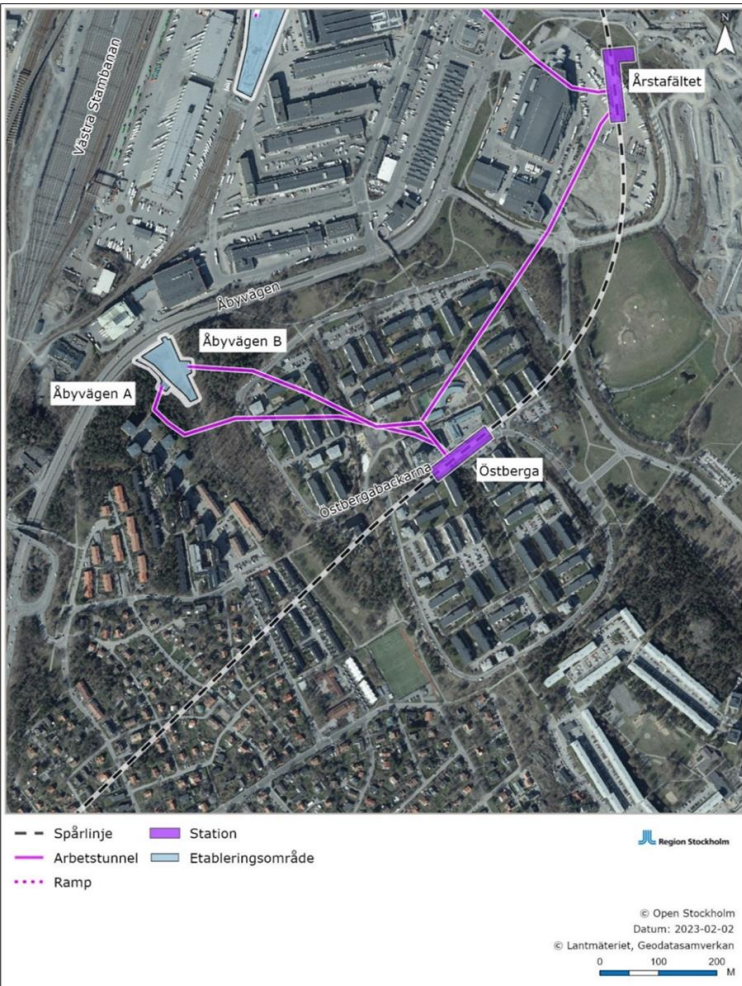 N
Årstafältet
Västra Stambanan
Åbyvägen
Åbyvägen B
Åbyvägen A
Östberga
Östbergabackarna
Spårlinje
Station
Arbetstunnel
Etableringsområde
Ramp
Region Stockholm
© Open Stockholm
Datum: 2023-02-02
© Lantmäteriet, Geodatasamverkan
0 100 200
M